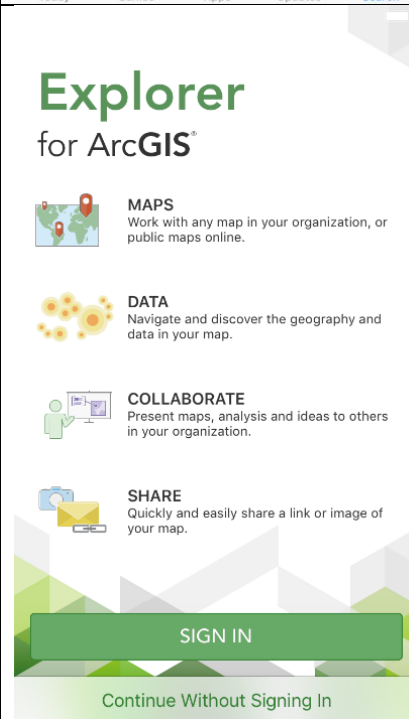 Explorer
for ArcGIS®
MAPS
Work with any map in your organization, or
public maps online.
DATA
Navigate and discover the geography and
data in your map.
COLLABORATE
Present maps, analysis and ideas to others
in your organization.
SHARE
Quickly and easily share a link or image of
your map.
SIGN IN
Continue Without Signing In